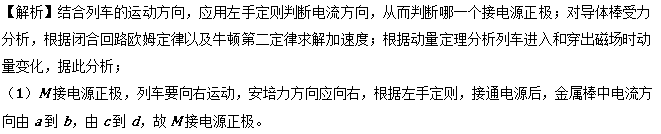 【解析】结合列车的运动方向，应用左手定则判断电流方向，从而判断哪一个接电源正极；对导体棒受力
分析，根据闭合回路欧姆定律以及牛顿第二定律求解加速度；根据动量定理分析列车进入和穿出磁场时动
量变化，据此分析；
（1）M接电源正极，列车要向右运动，安培力方向应向右，根据左手定则，接通电源后，金属棒中电流方
向由a到b，由c到d，故M接电源正极。